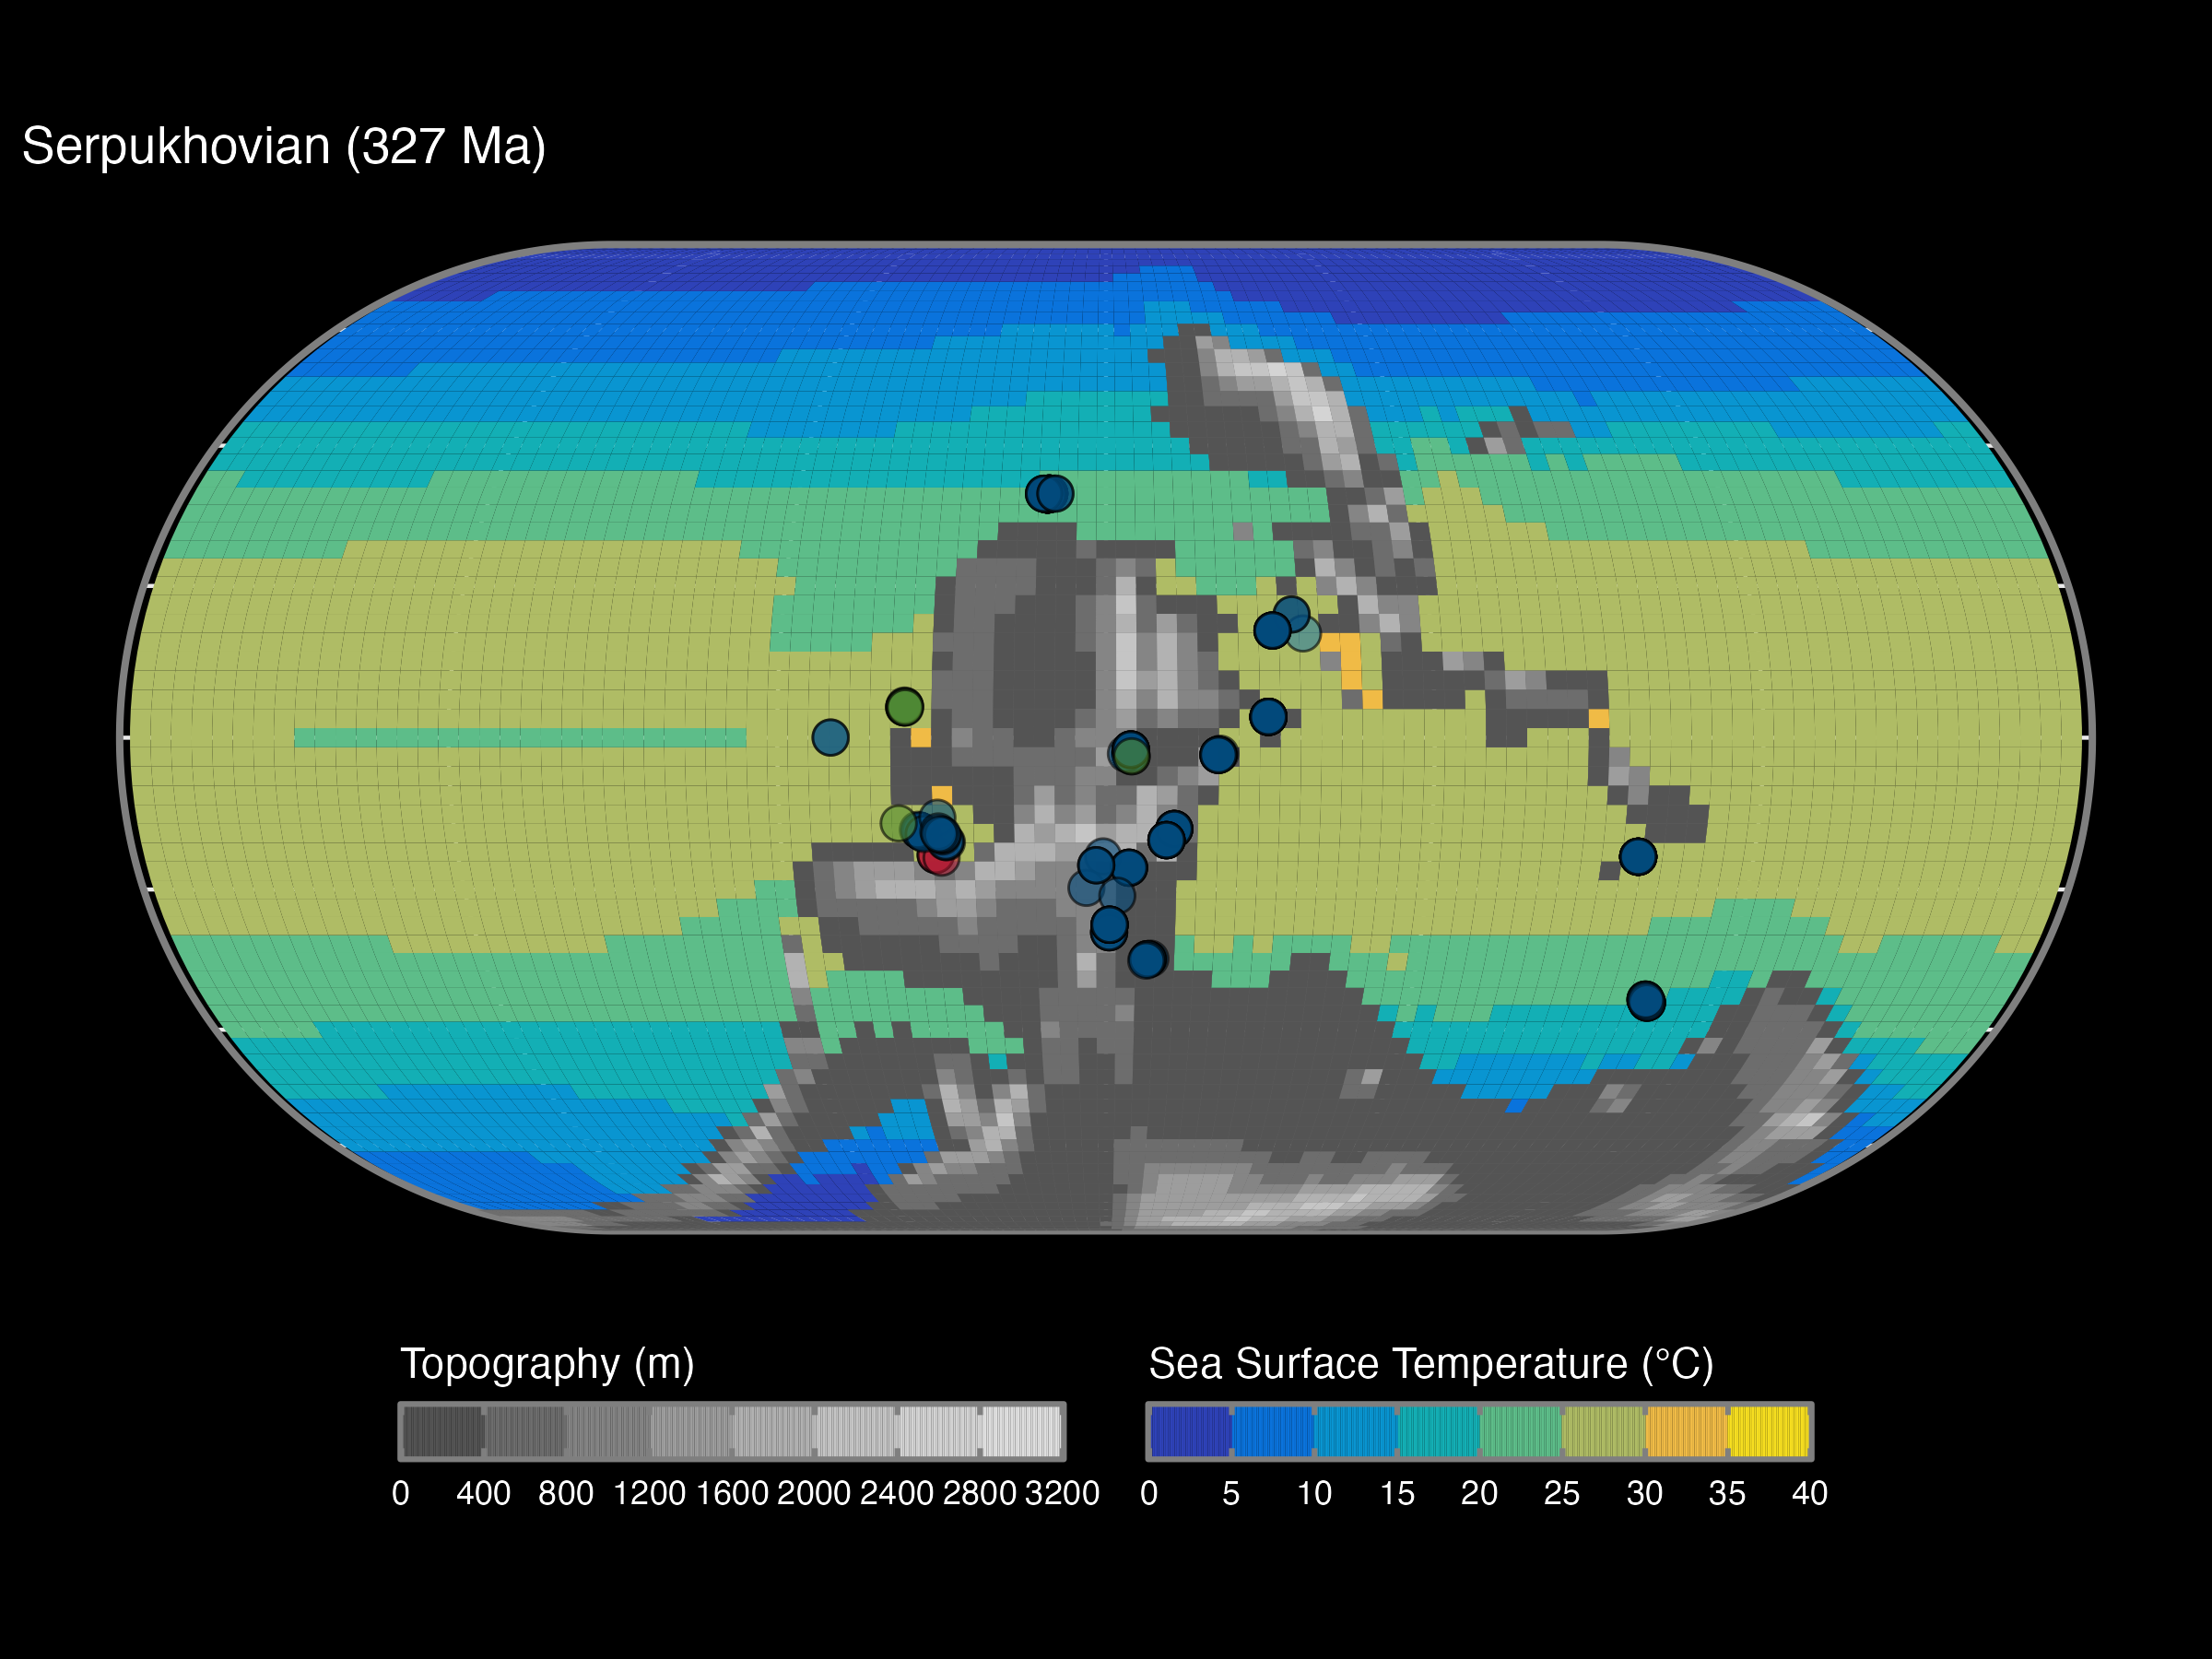 Serpukhovian (327 Ma)
Topography (m)
0 400 800 1200 1600 2000 2400 2800 3200
Sea Surface Temperature (°C)
0 5 10 15 20 25 30 35 40